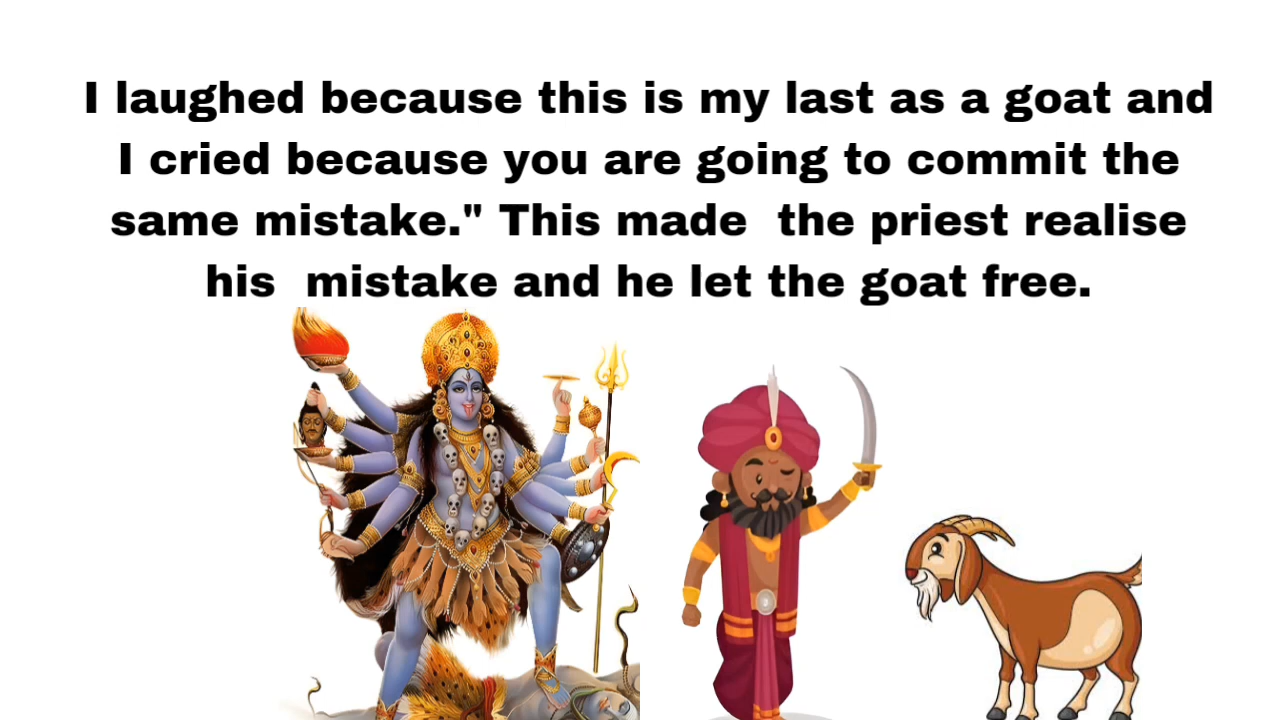 I laughed because this is my last as a goat and
I cried because you are going to commit the
same mistake." This made  the priest realise
his  mistake and he let the goat free.